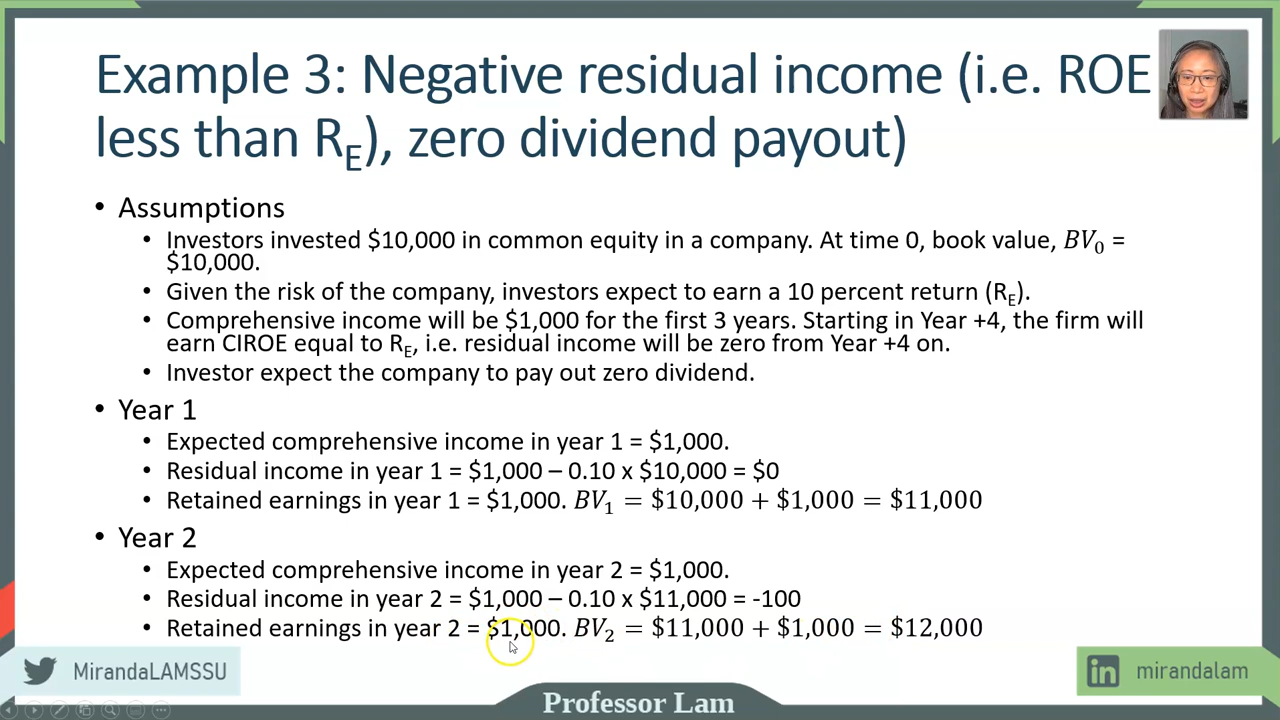 Example 3: Negative residual income (i.e. ROE
less than R_E), zero dividend payout)
• Assumptions
• Investors invested $10,000 in common equity in a company. At time 0, book value, BV₀ =
$10,000.
• Given the risk of the company, investors expect to earn a 10 percent return (R_E).
• Comprehensive income will be $1,000 for the first 3 years. Starting in Year +4, the firm will
earn CIROE equal to R_E, i.e. residual income will be zero from Year +4 on.
• Investor expect the company to pay out zero dividend.
• Year 1
• Expected comprehensive income in year 1 = $1,000.
• Residual income in year 1 = $1,000 – 0.10 x $10,000 = $0
• Retained earnings in year 1 = $1,000. BV₁ = $10,000 + $1,000 = $11,000
• Year 2
• Expected comprehensive income in year 2 = $1,000.
• Residual income in year 2 = $1,000 – 0.10 x $11,000 = -100
• Retained earnings in year 2 = $1,000. BV₂ = $11,000 + $1,000 = $12,000
MirandaLAMSSU
in mirandalam
Professor Lam